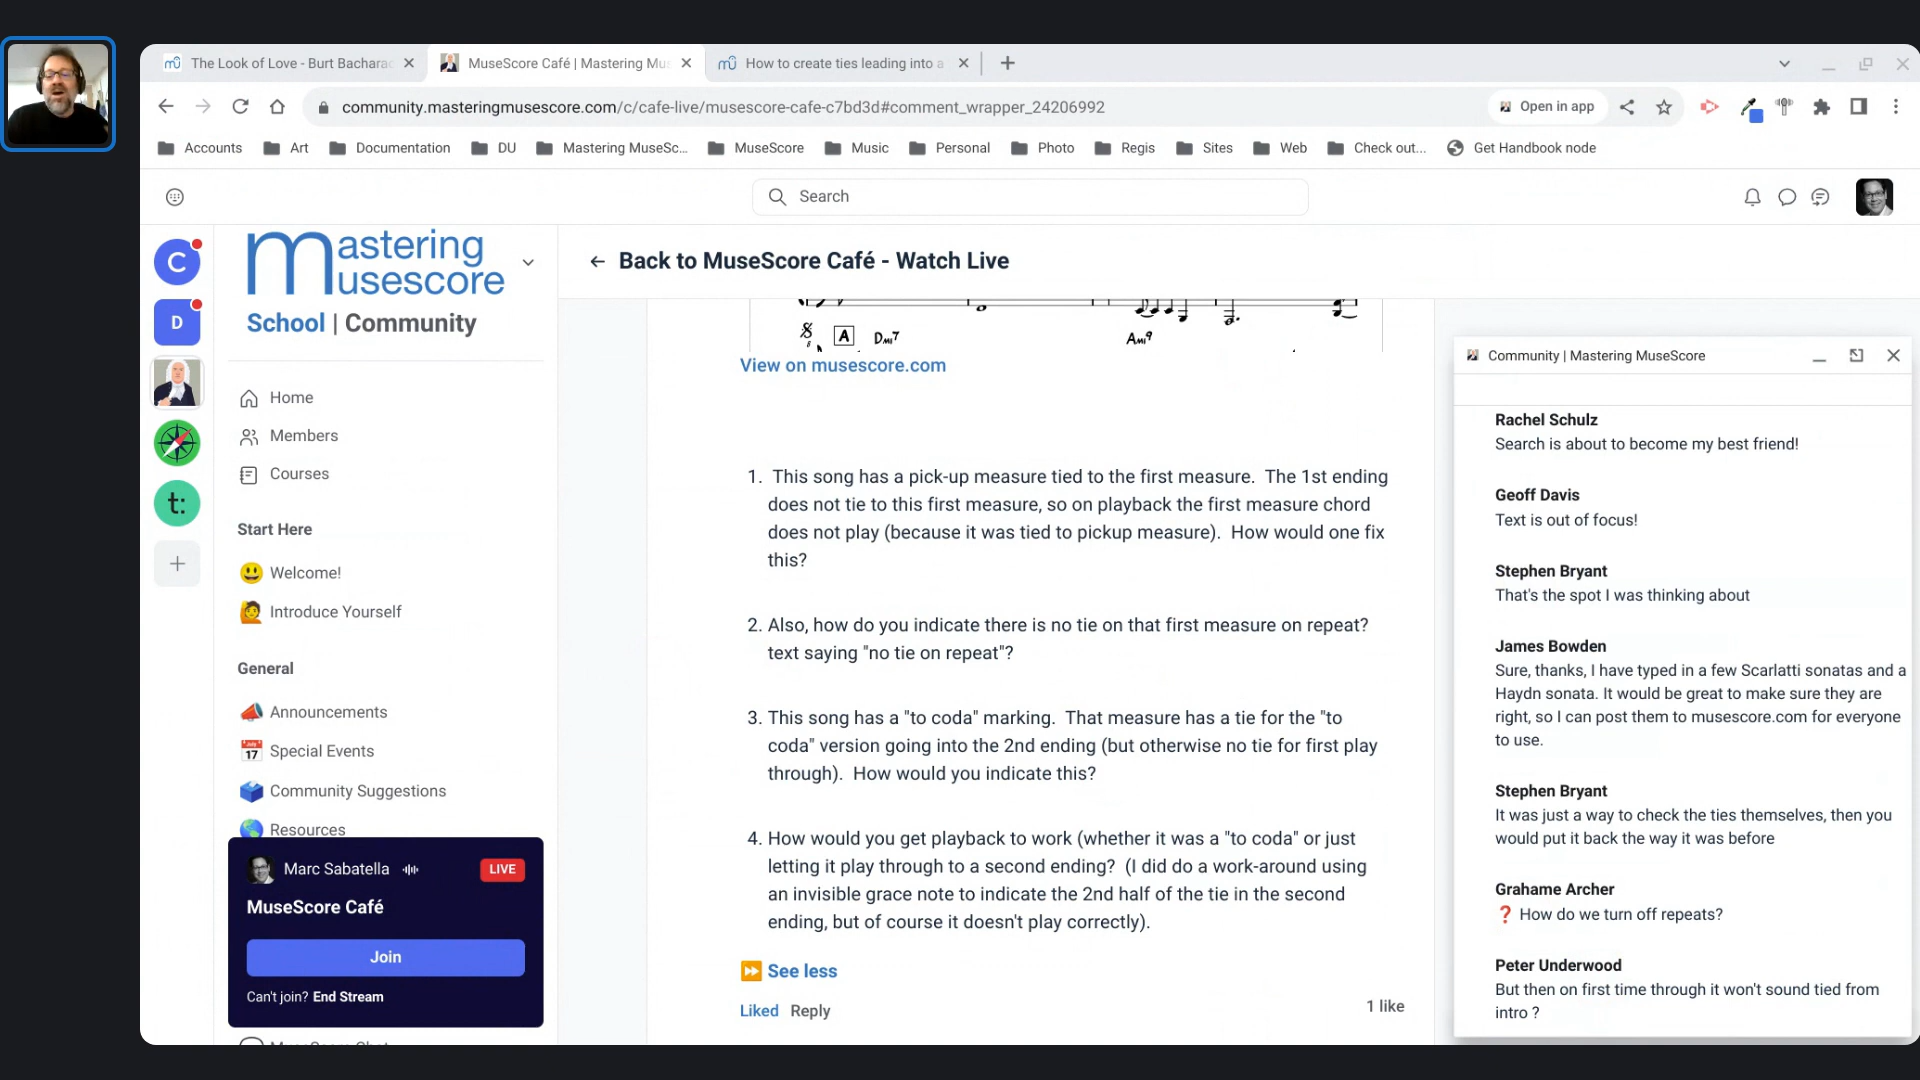 The Look of Love - Burt Bacharac
MuseScore Café | Mastering Mus
How to create ties leading into a
community.masteringmusescore.com/c/cafe-live/musescore-cafe-c7bd3d#comment_wrapper_24206992
Open in app
Accounts
Art
Documentation
DU
Mastering MuseSc...
MuseScore
Music
Personal
Photo
Regis
Sites
Web
Check out...
Get Handbook node
Search
C
D
t:
mastering
musescore
School | Community
Home
Members
Courses
Start Here
Welcome!
Introduce Yourself
General
Announcements
Special Events
Community Suggestions
Resources
Marc Sabatella
LIVE
MuseScore Café
Join
Can't join? End Stream
MuseScore Chat
← Back to MuseScore Café - Watch Live
A Dmi7 Ami9
View on musescore.com
1. This song has a pick-up measure tied to the first measure. The 1st ending
does not tie to this first measure, so on playback the first measure chord
does not play (because it was tied to pickup measure). How would one fix
this?
2. Also, how do you indicate there is no tie on that first measure on repeat?
text saying "no tie on repeat"?
3. This song has a "to coda" marking. That measure has a tie for the "to
coda" version going into the 2nd ending (but otherwise no tie for first play
through). How would you indicate this?
4. How would you get playback to work (whether it was a "to coda" or just
letting it play through to a second ending? (I did do a work-around using
an invisible grace note to indicate the 2nd half of the tie in the second
ending, but of course it doesn't play correctly).
See less
Liked Reply
1 like
Community | Mastering MuseScore
Rachel Schulz
Search is about to become my best friend!
Geoff Davis
Text is out of focus!
Stephen Bryant
That's the spot I was thinking about
James Bowden
Sure, thanks, I have typed in a few Scarlatti sonatas and a
Haydn sonata. It would be great to make sure they are
right, so I can post them to musescore.com for everyone
to use.
Stephen Bryant
It was just a way to check the ties themselves, then you
would put it back the way it was before
Grahame Archer
❓ How do we turn off repeats?
Peter Underwood
But then on first time through it won't sound tied from
intro ?